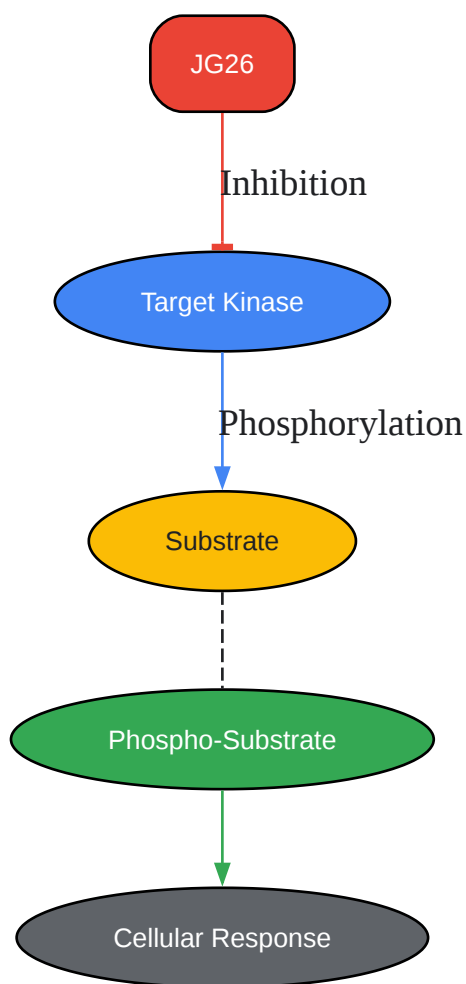 JG26
Inhibition
Target Kinase
Phosphorylation
Substrate
Phospho-Substrate
Cellular Response